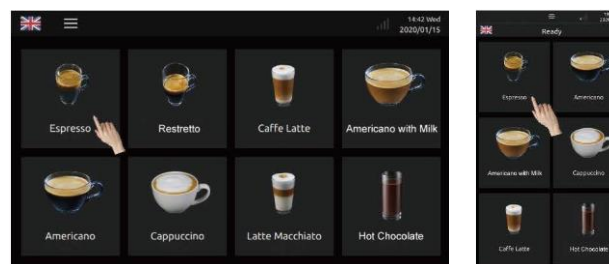 14:42 Wed
2020/01/15
Espresso
Restretto
Caffe Latte
Americano with Milk
Americano
Cappuccino
Latte Macchiato
Hot Chocolate
Ready
Espresso
Americano
Americano with Milk
Cappuccino
Caffe Latte
Hot Chocolate